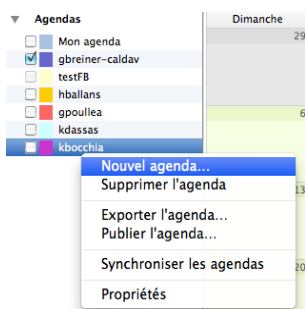 Agendas
Dimanche
29
Mon agenda
gbreiner-caldav
testFB
hballans
gpoullea
6
kdassas
kbocchia
Nouvel agenda...
Supprimer l'agenda
13
Exporter l'agenda...
Publier l'agenda...
Synchroniser les agendas
20
Propriétés